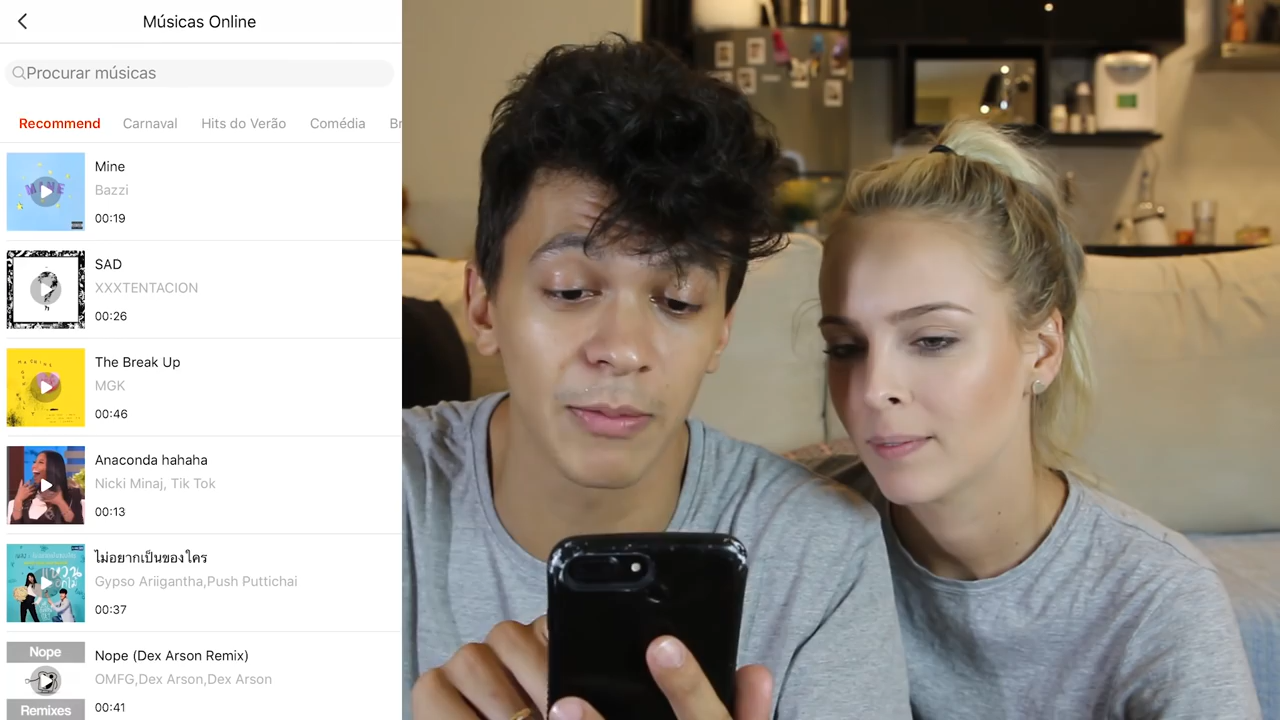 Músicas Online
Procurar músicas
Recommend Carnaval Hits do Verão Comédia Br
Mine
Bazzi
00:19
MINE
SAD
XXXTENTACION
00:26
The Break Up
MGK
00:46
Anaconda hahaha
Nicki Minaj, Tik Tok
00:13
ไม่อยากเป็นของใคร
Gypso Ariigantha,Push Puttichai
00:37
Nope
Nope (Dex Arson Remix)
OMFG,Dex Arson,Dex Arson
Remixes
00:41